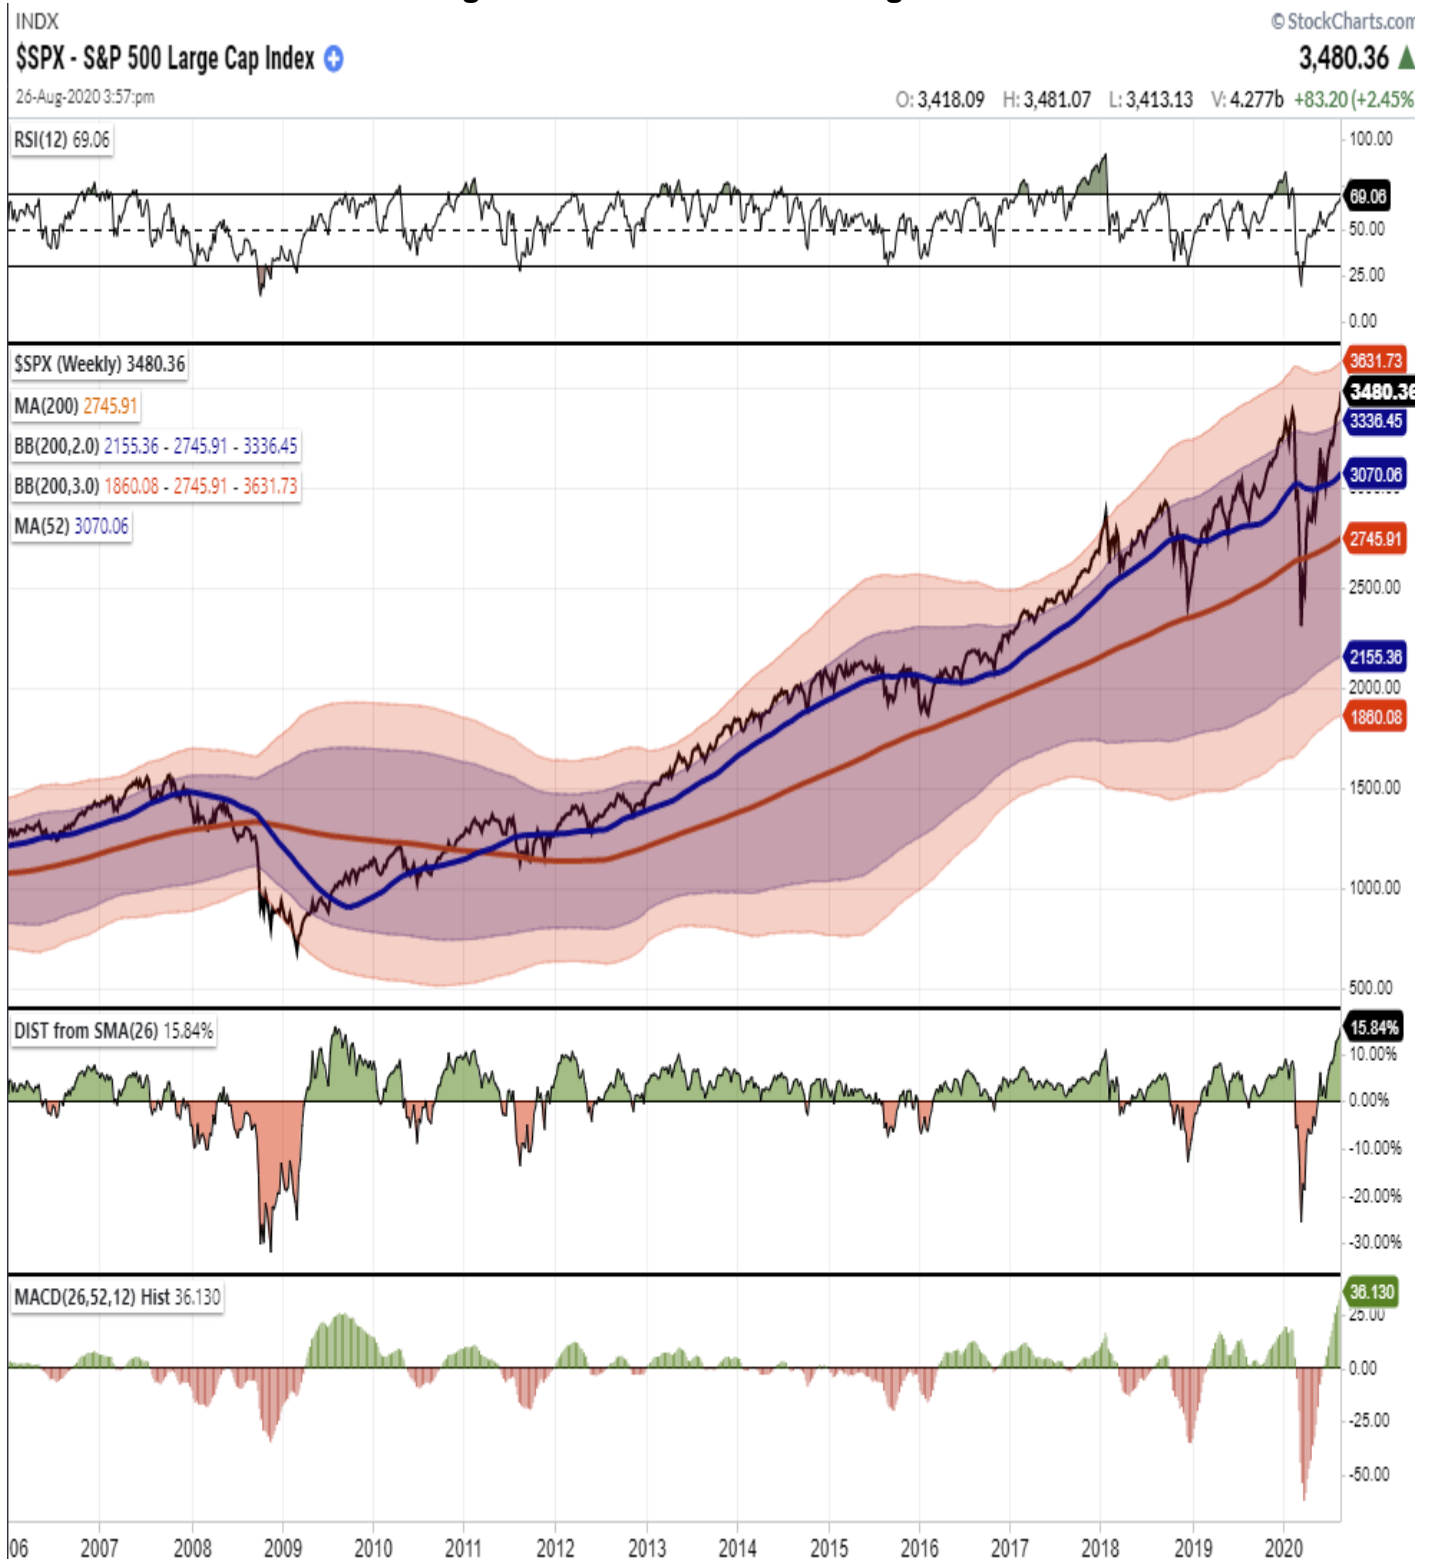 INDX
© StockCharts.com
$SPX - S&P 500 Large Cap Index
3,480.36
26-Aug-2020 3:57:pm
O: 3,418.09 H: 3,481.07 L: 3,413.13 V: 4.277b +83.20 (+2.45%
RSI(12) 69.06
100.00
69.06
50.00
25.00
0.00
$SPX (Weekly) 3480.36
MA(200) 2745.91
BB(200,2.0) 2155.36 - 2745.91 - 3336.45
BB(200,3.0) 1860.08 - 2745.91 - 3631.73
MA(52) 3070.06
3631.73
3480.36
3336.45
3070.06
2745.91
2500.00
2155.36
2000.00
1860.08
1500.00
1000.00
500.00
DIST from SMA(26) 15.84%
15.84%
10.00%
0.00%
-10.00%
-20.00%
-30.00%
MACD(26,52,12) Hist 36.130
36.130
25.00
0.00
-25.00
-50.00
06 2007 2008 2009 2010 2011 2012 2013 2014 2015 2016 2017 2018 2019 2020